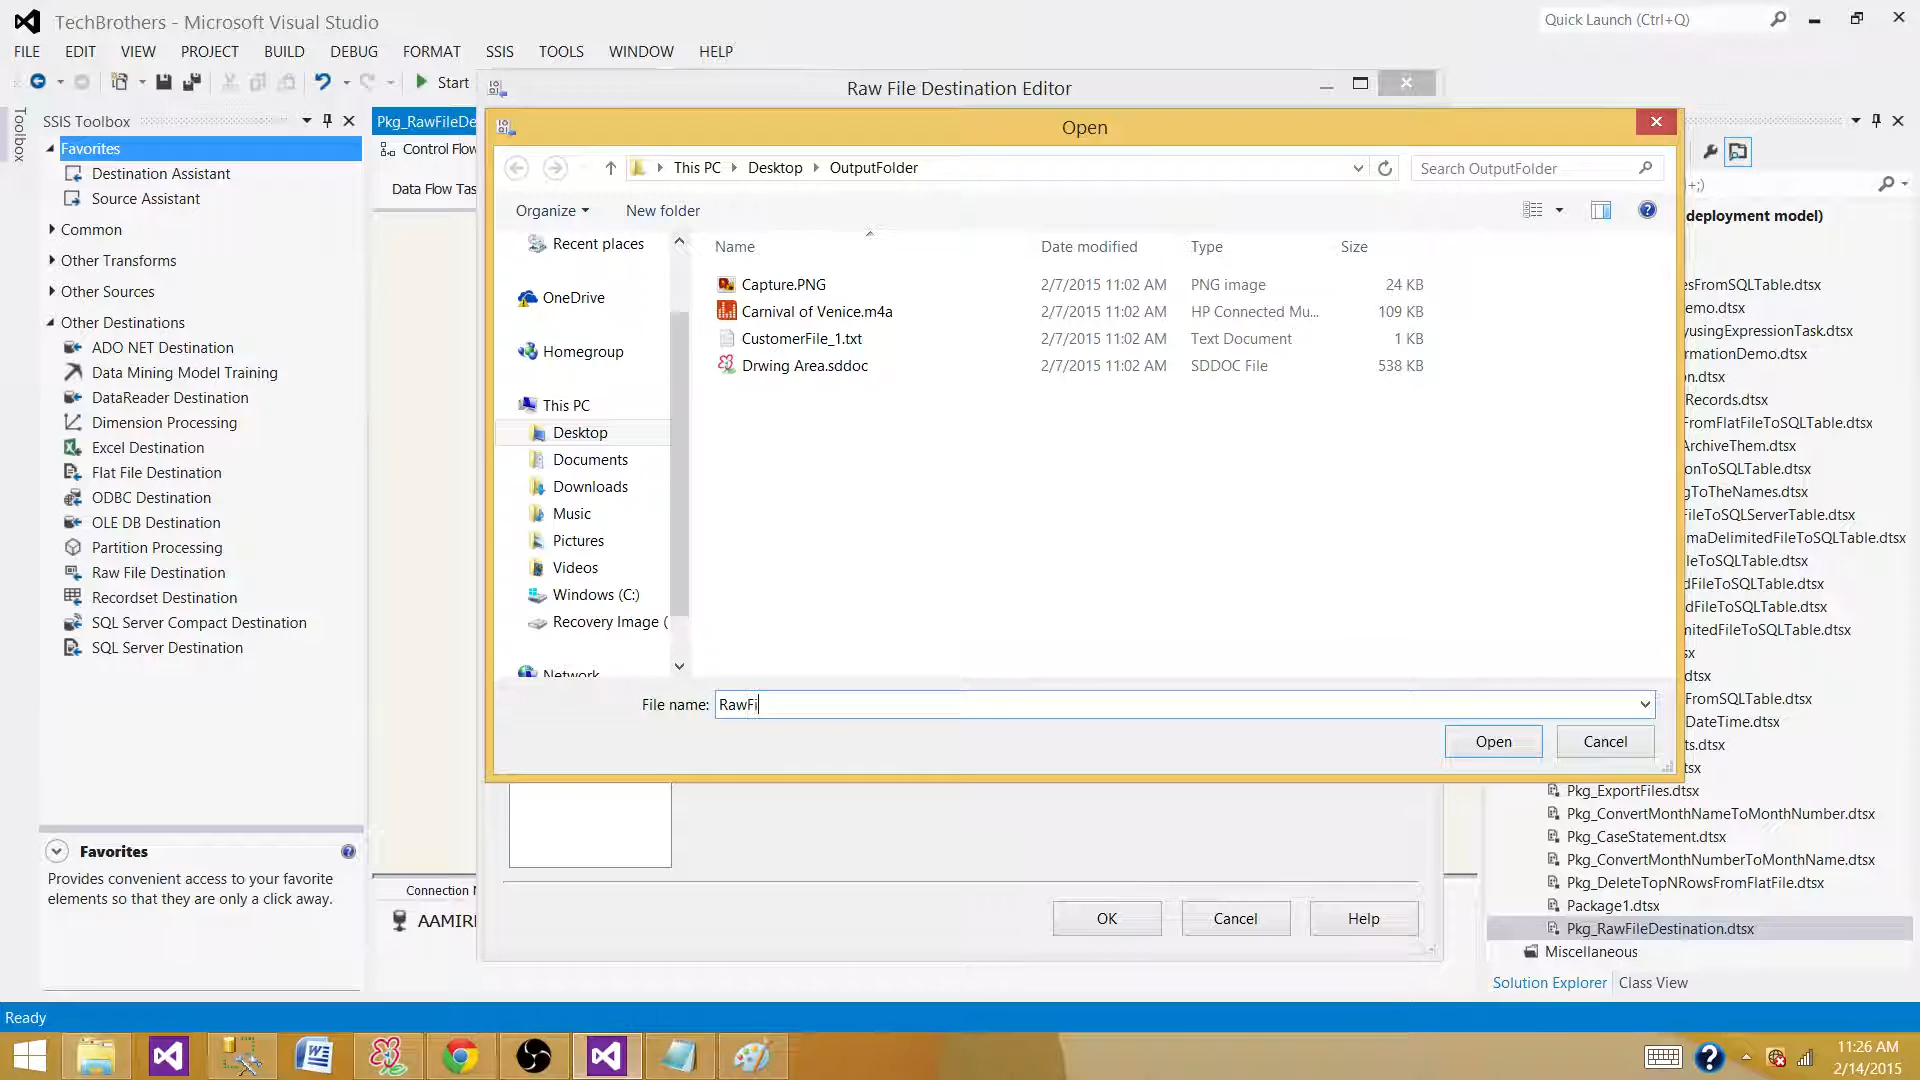 TechBrothers - Microsoft Visual Studio
Quick Launch (Ctrl+Q)
FILE EDIT VIEW PROJECT BUILD DEBUG FORMAT SSIS TOOLS WINDOW HELP
Start
Raw File Destination Editor
Toolbox
SSIS Toolbox
Favorites
Destination Assistant
Source Assistant
Common
Other Transforms
Other Sources
Other Destinations
ADO NET Destination
Data Mining Model Training
DataReader Destination
Dimension Processing
Excel Destination
Flat File Destination
ODBC Destination
OLE DB Destination
Partition Processing
Raw File Destination
Recordset Destination
SQL Server Compact Destination
SQL Server Destination
Favorites
Provides convenient access to your favorite
elements so that they are only a click away.
Pkg_RawFileDe
Control Flow
Data Flow Tas
Connection M
AAMIR
Open
This PC Desktop OutputFolder
Search OutputFolder
Organize New folder
Recent places
OneDrive
Homegroup
This PC
Desktop
Documents
Downloads
Music
Pictures
Videos
Windows (C:)
Recovery Image (
Network
Name Date modified Type Size
Capture.PNG 2/7/2015 11:02 AM PNG image 24 KB
Carnival of Venice.m4a 2/7/2015 11:02 AM HP Connected Mu... 109 KB
CustomerFile_1.txt 2/7/2015 11:02 AM Text Document 1 KB
Drwing Area.sddoc 2/7/2015 11:02 AM SDDOC File 538 KB
File name: RawFi
Open Cancel
OK Cancel Help
+;)
deployment model)
esFromSQLTable.dtsx
emo.dtsx
yusingExpressionTask.dtsx
rmationDemo.dtsx
on.dtsx
Records.dtsx
FromFlatFileToSQLTable.dtsx
ArchiveThem.dtsx
onToSQLTable.dtsx
gToTheNames.dtsx
FileToSQLServerTable.dtsx
maDelimitedFileToSQLTable.dtsx
leToSQLTable.dtsx
dFileToSQLTable.dtsx
dFileToSQLTable.dtsx
mitedFileToSQLTable.dtsx
sx
dtsx
FromSQLTable.dtsx
DateTime.dtsx
ts.dtsx
tsx
Pkg_ExportFiles.dtsx
Pkg_ConvertMonthNameToMonthNumber.dtsx
Pkg_CaseStatement.dtsx
Pkg_ConvertMonthNumberToMonthName.dtsx
Pkg_DeleteTopNRowsFromFlatFile.dtsx
Package1.dtsx
Pkg_RawFileDestination.dtsx
Miscellaneous
Solution Explorer Class View
Ready
11:26 AM
2/14/2015